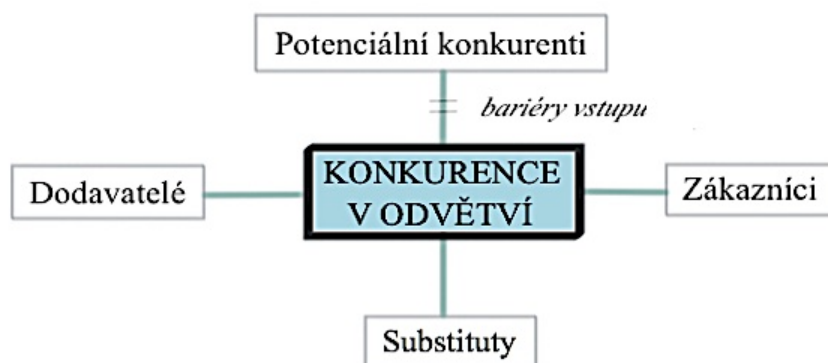 Potenciální konkurenti
bariéry vstupu
Dodavatelé
KONKURENCE
V ODVĚTVÍ
Zákazníci
Substituty